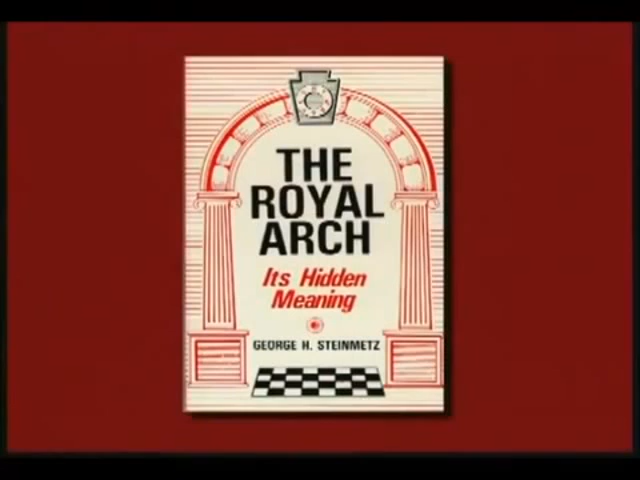 THE
ROYAL
ARCH
Its Hidden
Meaning
GEORGE H. STEINMETZ